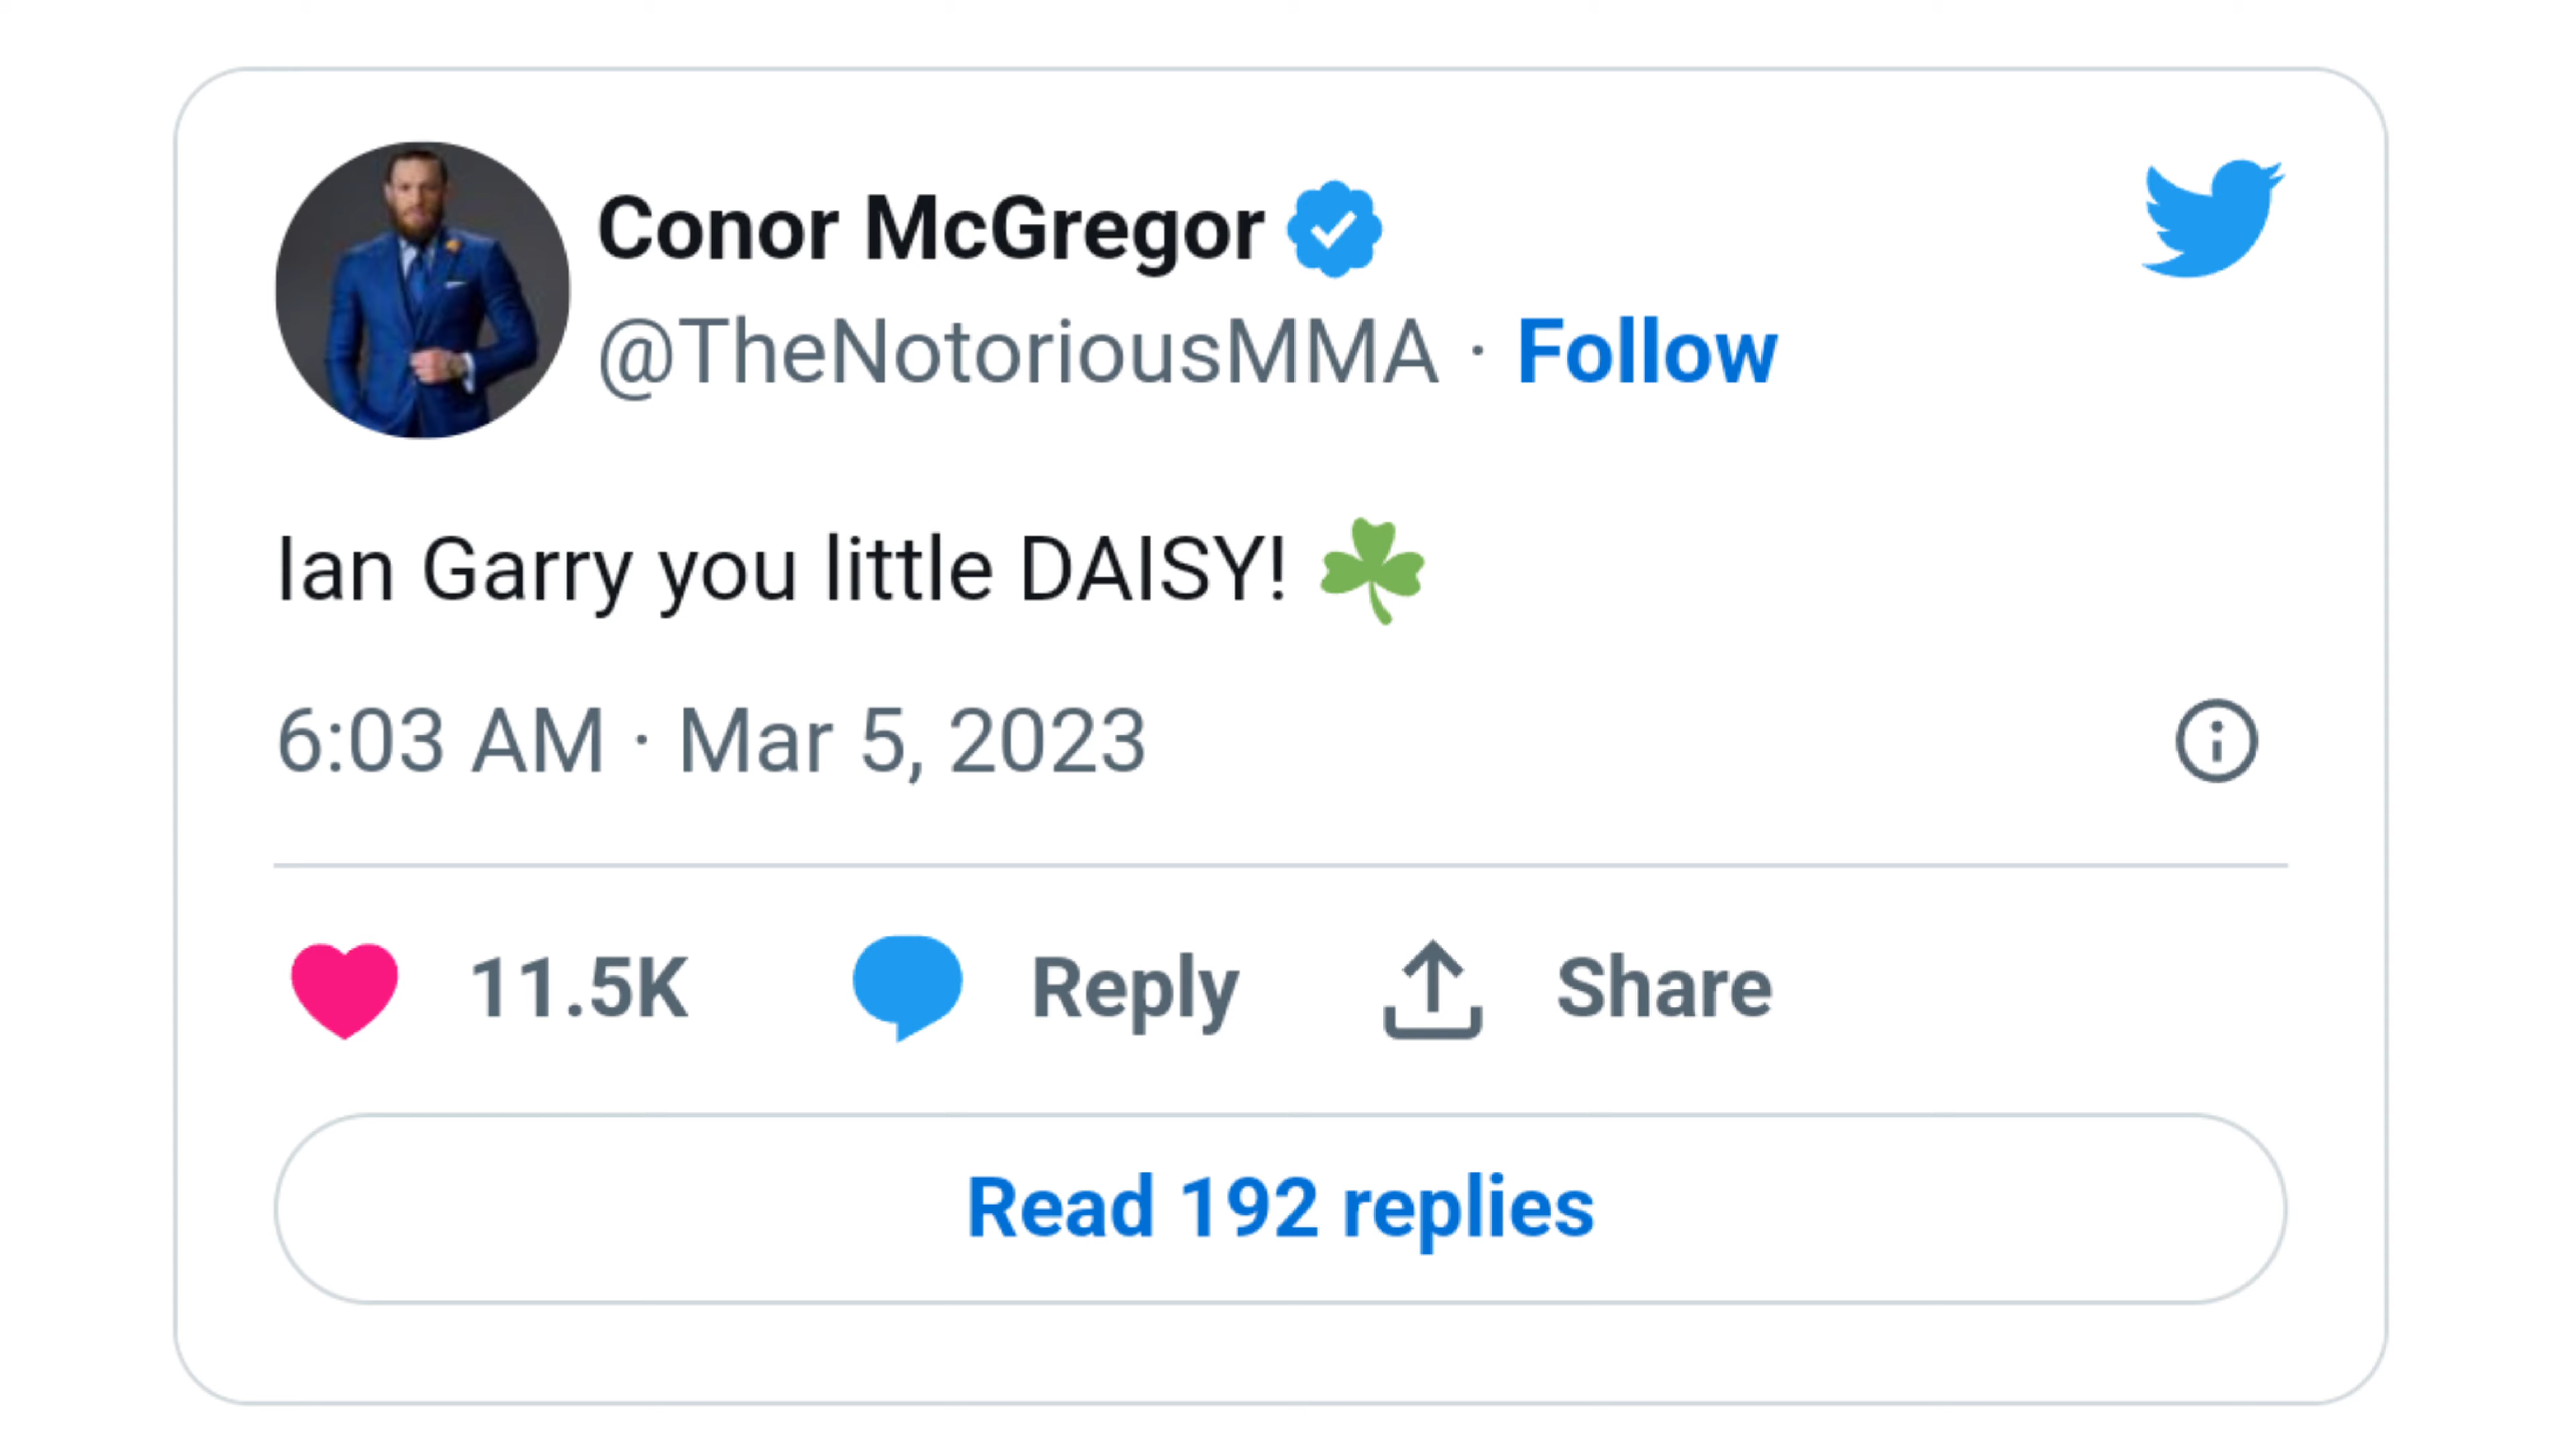 Conor McGregor
@TheNotoriousMMA · Follow
Ian Garry you little DAISY! ☘️
6:03 AM · Mar 5, 2023
11.5K Reply Share
Read 192 replies